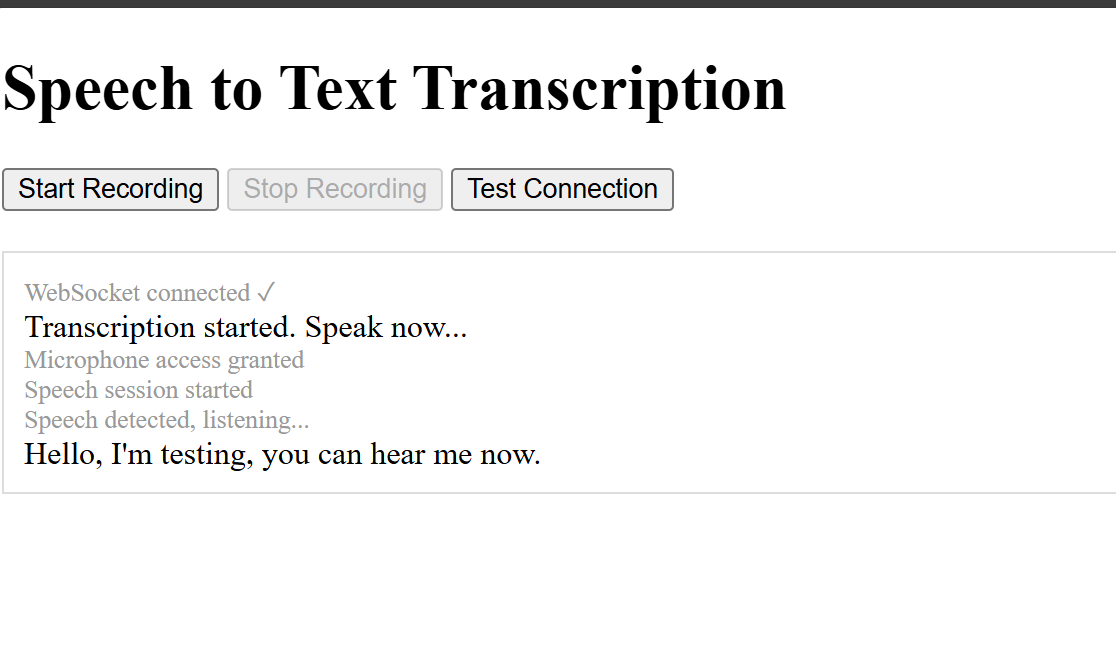 Speech to Text Transcription
Start Recording Stop Recording Test Connection
WebSocket connected ✓
Transcription started. Speak now...
Microphone access granted
Speech session started
Speech detected, listening...
Hello, I'm testing, you can hear me now.